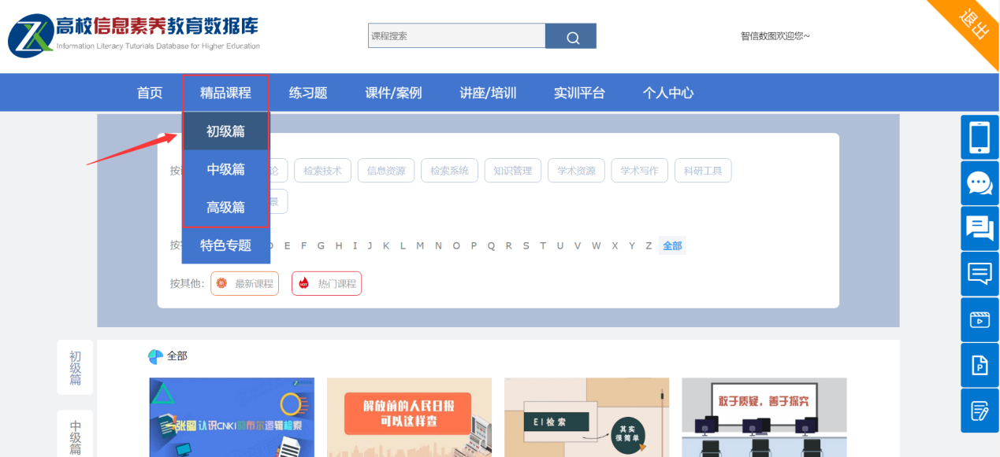 高校信息素养教育数据库
Information Literacy Tutorials Database for Higher Education
课程搜索
智信数图欢迎您~
退出
首页 精品课程 练习题 课件/案例 讲座/培训 实训平台 个人中心
初级篇
中级篇
高级篇
特色专题
按
论 检索技术 信息资源 检索系统 知识管理 学术资源 学术写作 科研工具
景
按
D E F G H I J K L M N O P Q R S T U V W X Y Z 全部
按其他: 新 最新课程 HOT 热门课程
初级篇
中级篇
全部
张图认识CNKI布尔逻辑检索
解放前的人民日报
可以这样查
EI检索
其实
很简单
敢于质疑，善于探究